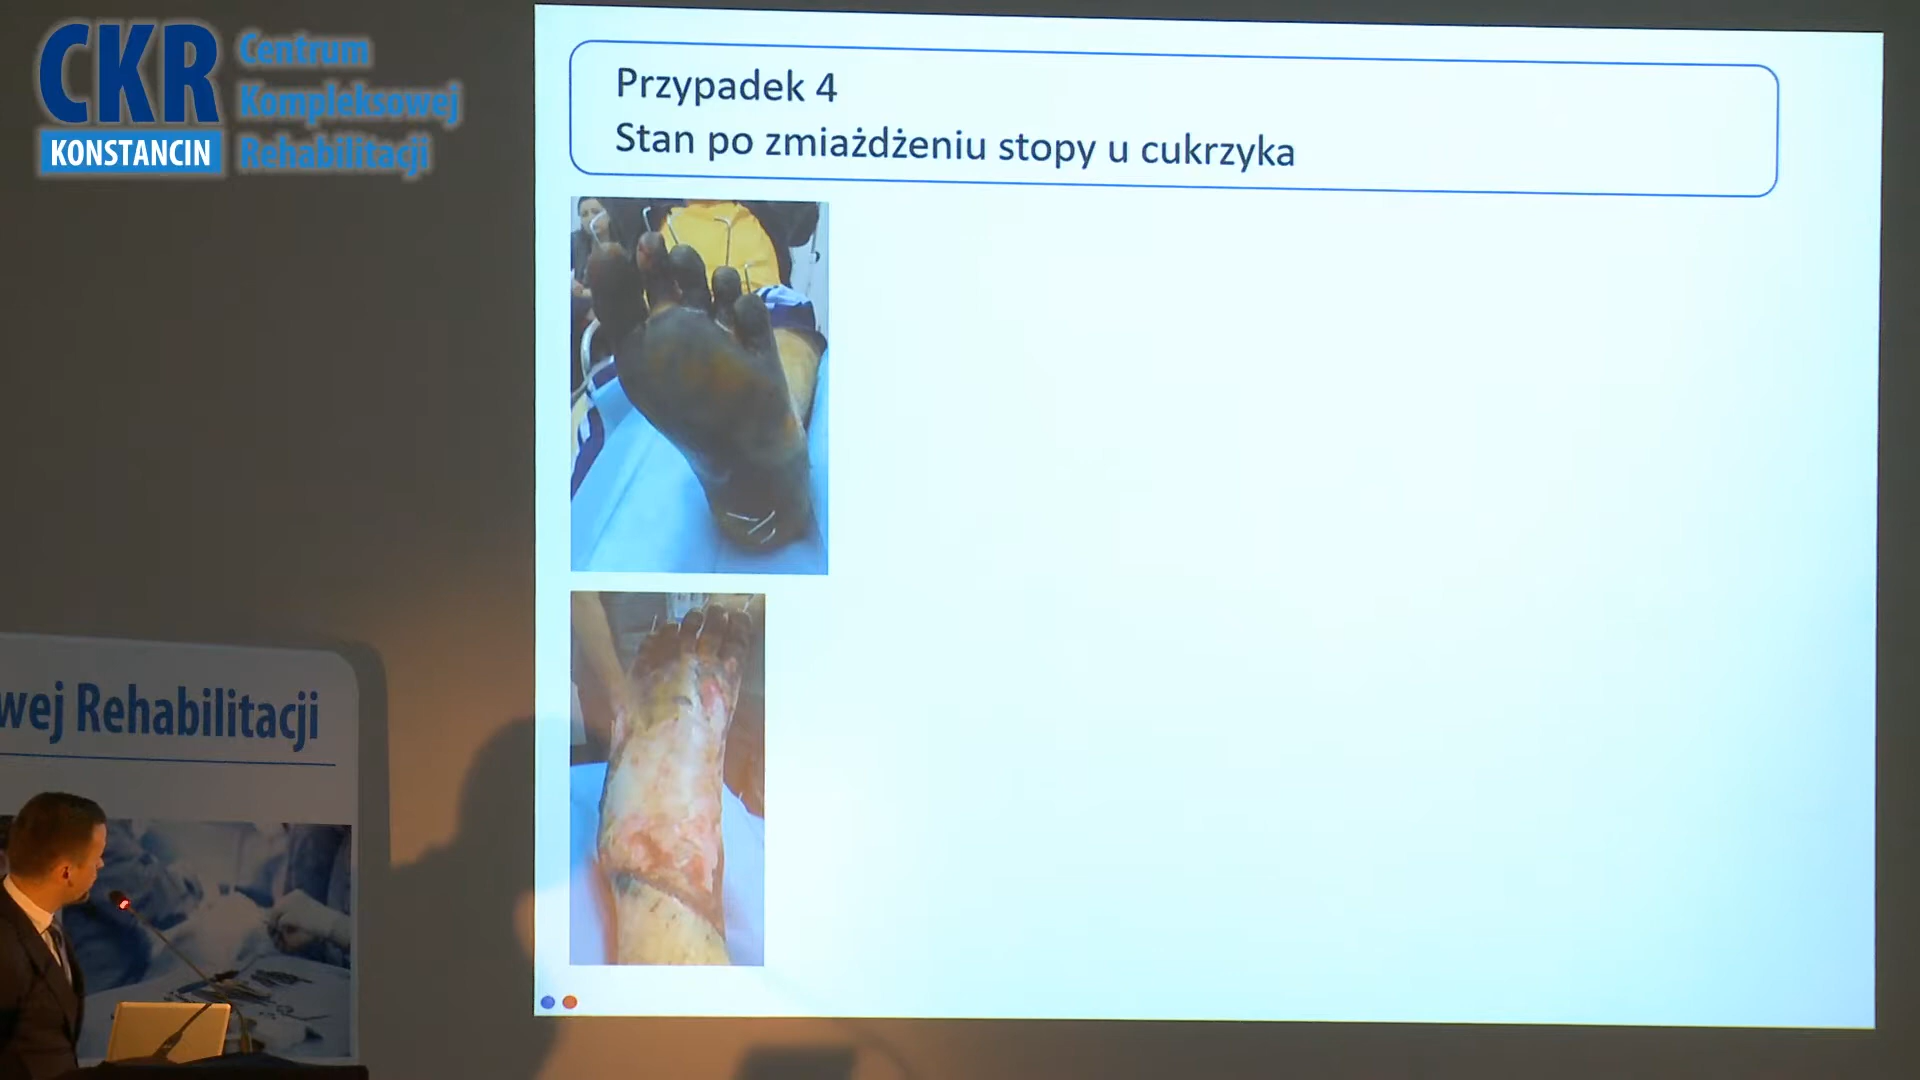 CKR
Centrum
Kompleksowej
Rehabilitacji
KONSTANCIN
Przypadek 4
Stan po zmiażdżeniu stopy u cukrzyka
wej Rehabilitacji